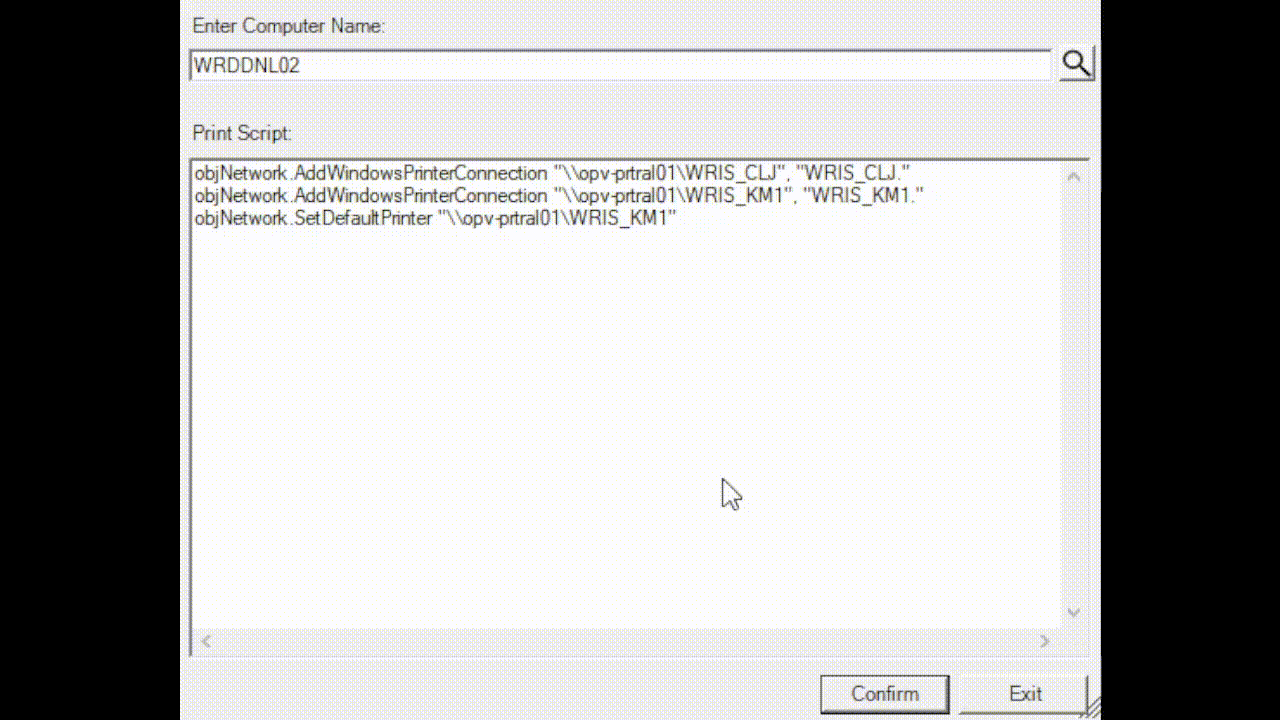 Enter Computer Name:
WRDDNL02
Print Script:
objNetwork.AddWindowsPrinterConnection "\\opv-prtral01\WRIS_CLJ", "WRIS_CLJ."
objNetwork.AddWindowsPrinterConnection "\\opv-prtral01\WRIS_KM1", "WRIS_KM1."
objNetwork.SetDefaultPrinter "\\opv-prtral01\WRIS_KM1"
Confirm Exit